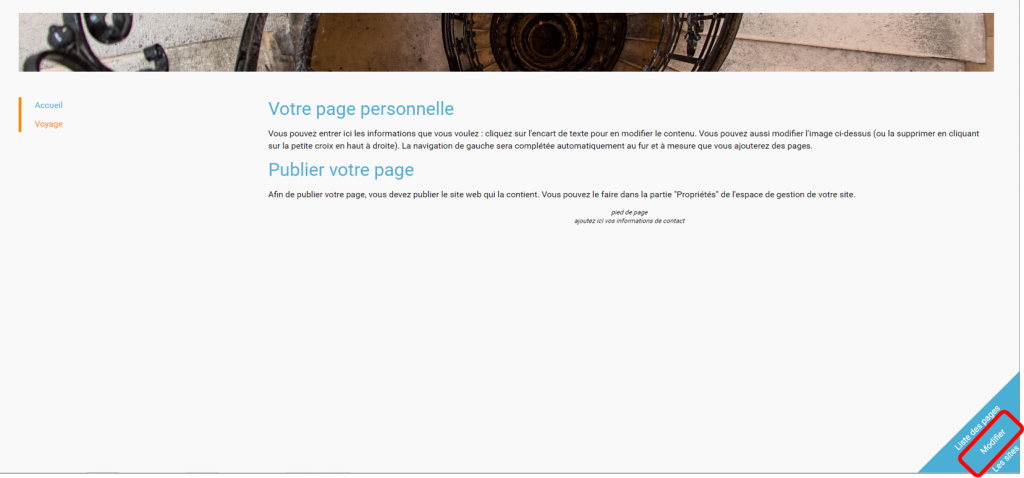 Accueil
Voyage
Votre page personnelle
Vous pouvez entrer ici les informations que vous voulez : cliquez sur l'encart de texte pour en modifier le contenu. Vous pouvez aussi modifier l'image ci-dessus (ou la supprimer en cliquant
sur la petite croix en haut à droite). La navigation de gauche sera complétée automatiquement au fur et à mesure que vous ajouterez des pages.
Publier votre page
Afin de publier votre page, vous devez publier le site web qui la contient. Vous pouvez le faire dans la partie "Propriétés" de l'espace de gestion de votre site.
pied de page
ajoutez ici vos informations de contact
Liste des pages
Modifier
Les sites